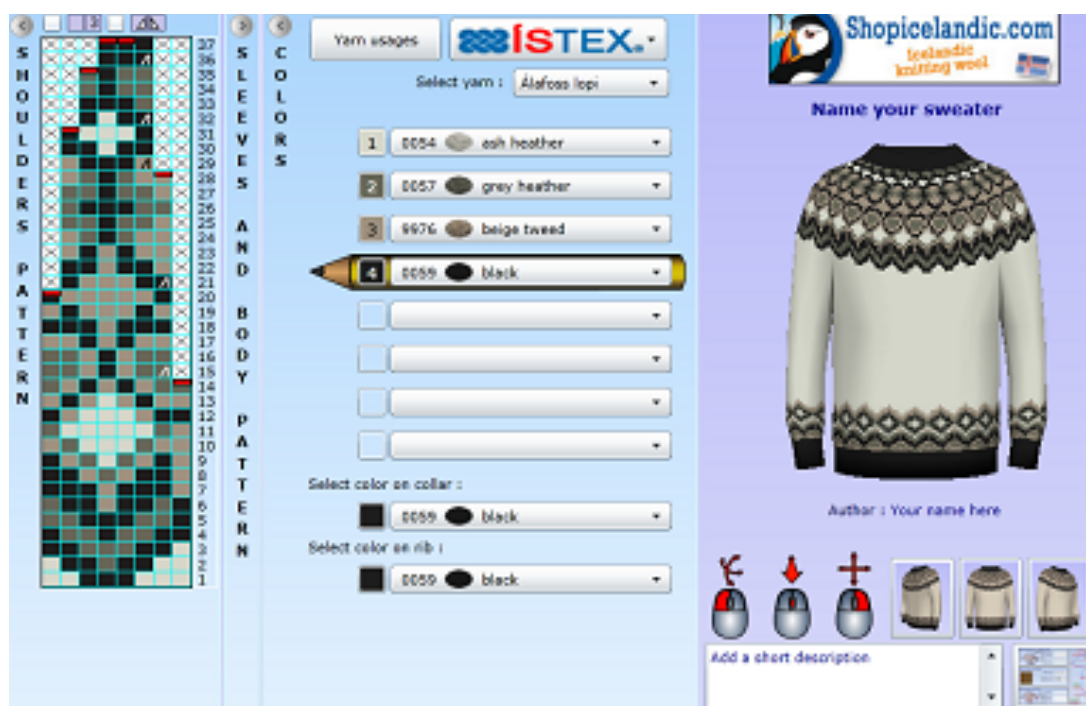 SHOULDERS PATTERN
3
37
36
35
34
33
32
31
30
29
28
27
26
25
24
23
22
21
20
19
18
17
16
15
14
13
12
11
10
9
8
7
6
5
4
3
2
1
SLEEVES AND BODY PATTERN
COLORS
Yarn usages
ÍSTEX.
Select yarn : Álafoss lopi
1 0054 ash heather
2 0057 grey heather
3 9976 beige tweed
4 0059 black
Select color on collar :
0059 black
Select color on rib :
0059 black
Shopicelandic.com
Icelandic
knitting wool
Name your sweater
Author : Your name here
Add a short description